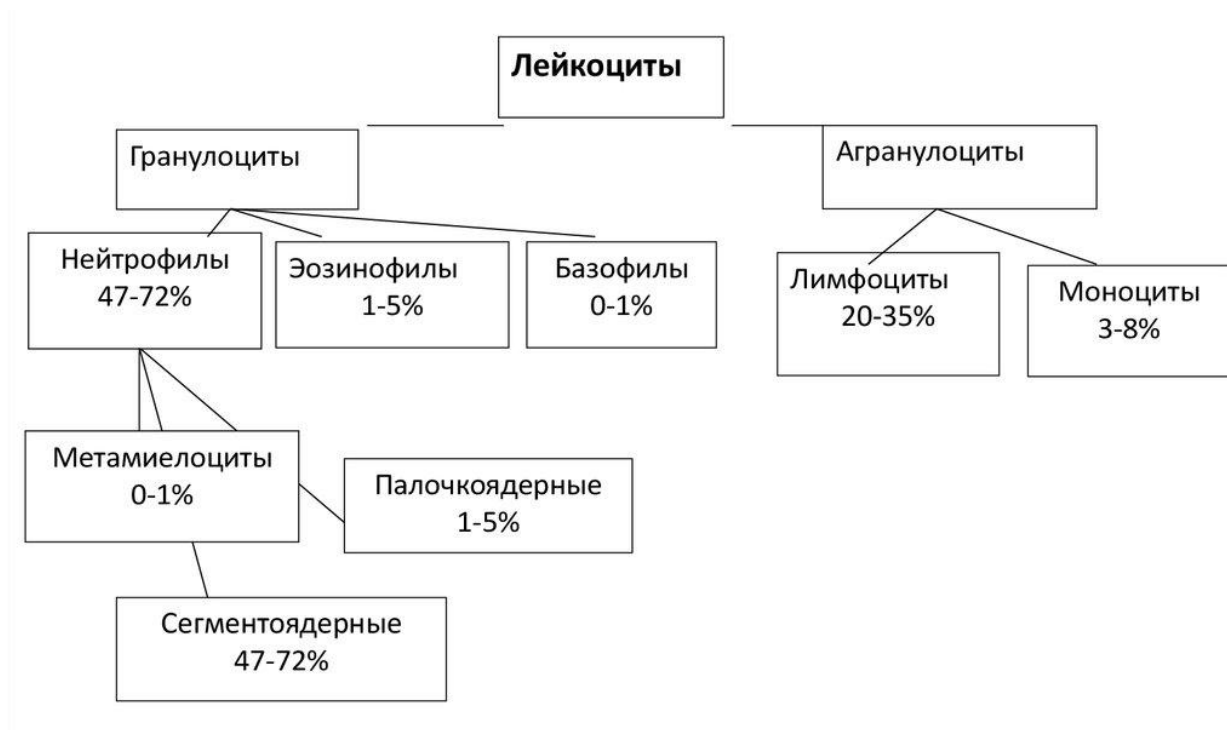 Лейкоциты
Гранулоциты
Агранулоциты
Нейтрофилы
47-72%
Эозинофилы
1-5%
Базофилы
0-1%
Лимфоциты
20-35%
Моноциты
3-8%
Метамиелоциты
0-1%
Палочкоядерные
1-5%
Сегментоядерные
47-72%